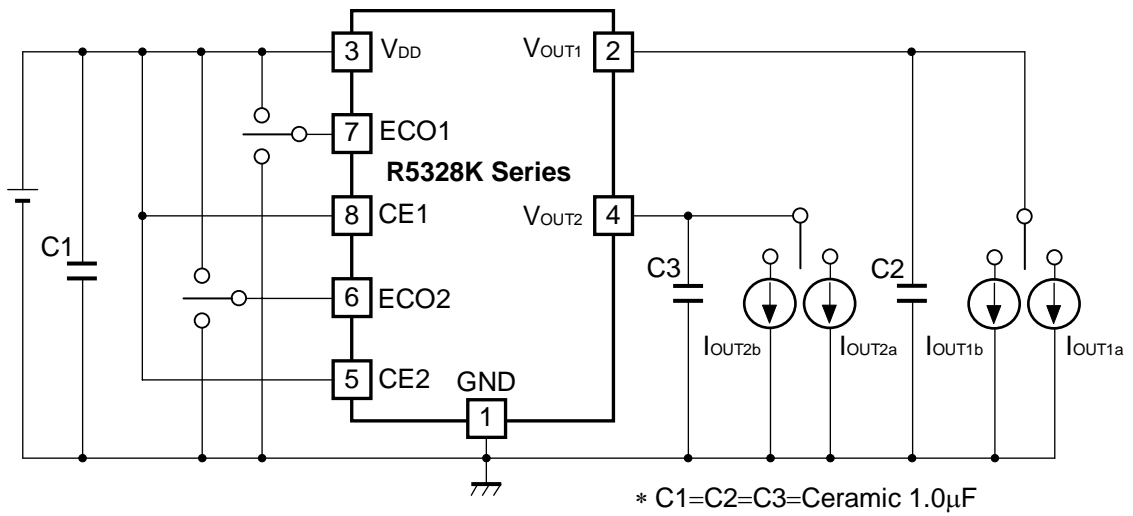 3 VDD VOUT1 2
7 ECO1
R5328K Series
8 CE1 VOUT2 4
C1 C3 C2
6 ECO2
IOUT2b IOUT2a IOUT1b IOUT1a
5 CE2 GND
1
* C1=C2=C3=Ceramic 1.0μF